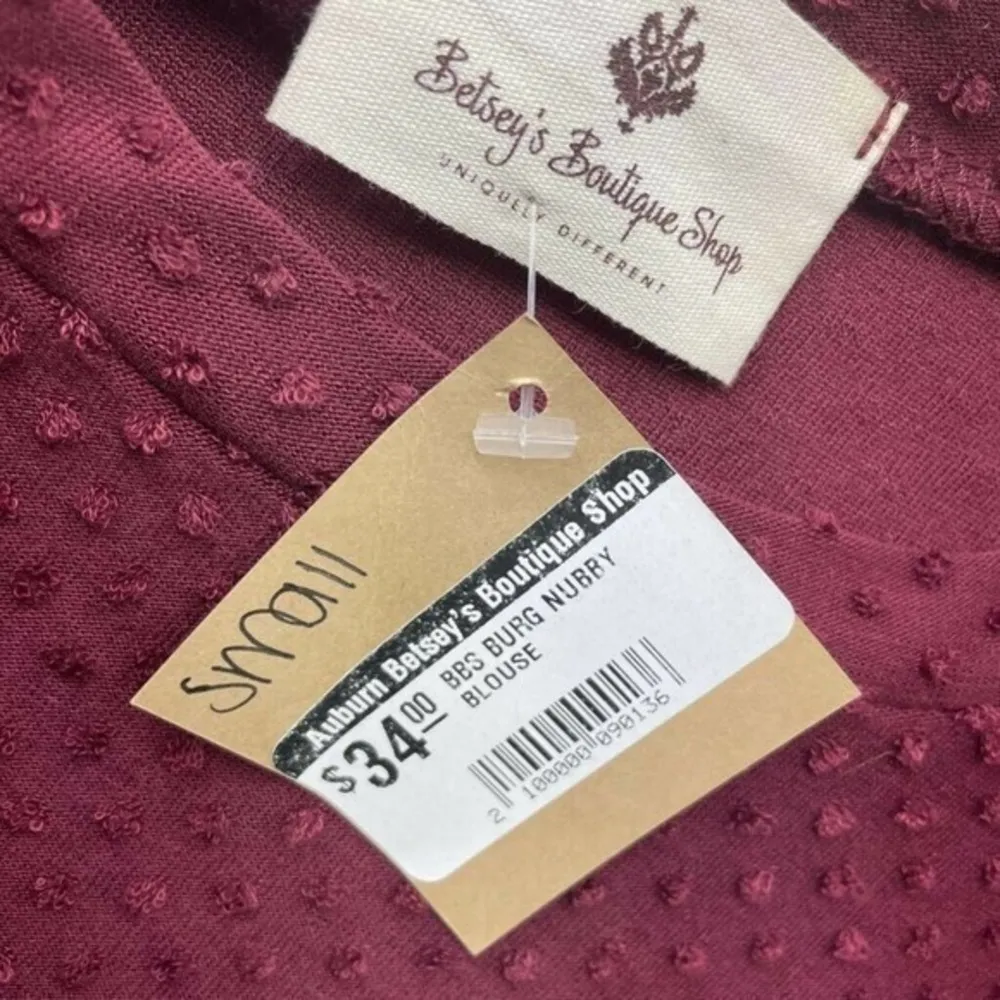 Betsey's Boutique Shop
UNIQUELY DIFFERENT
small
Auburn Betsey's Boutique Shop
$34.00 BBS BURG NUBBY
BLOUSE
2 100000 090136